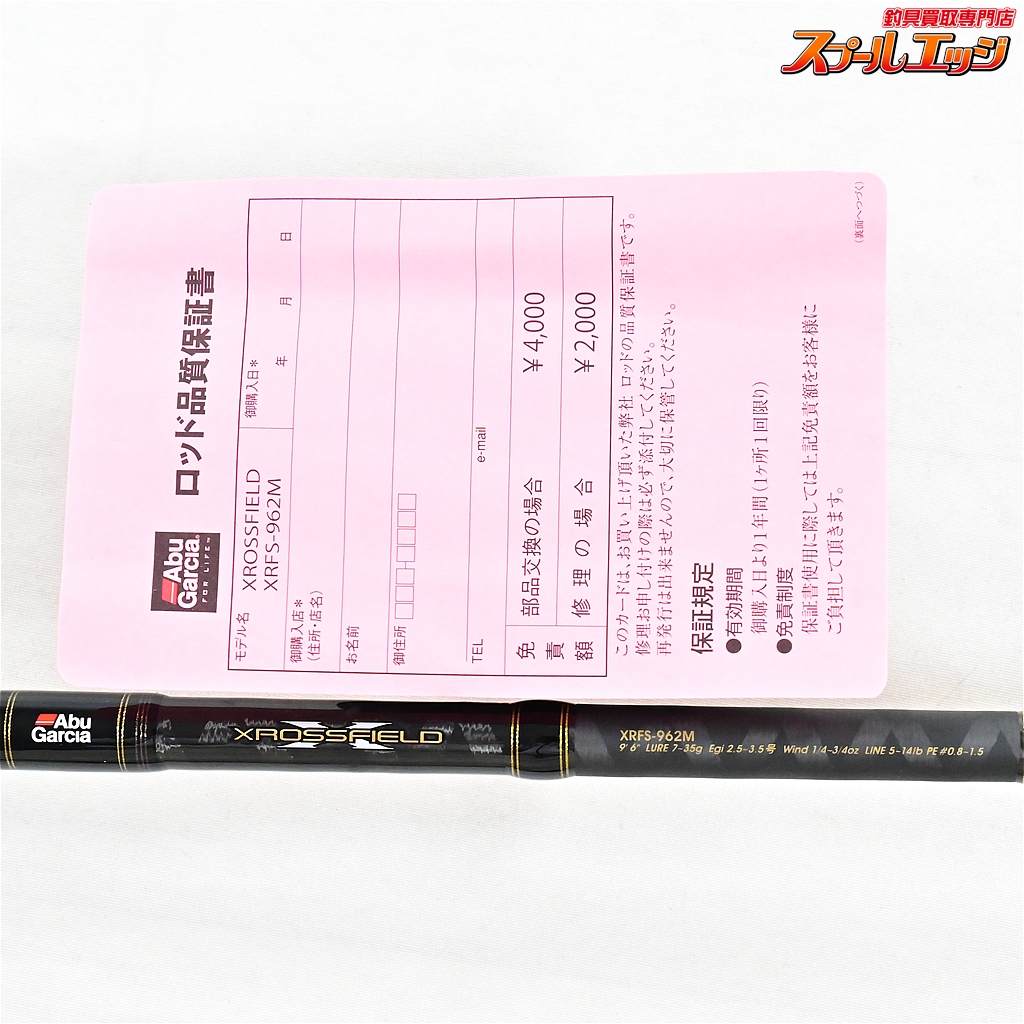 釣具買取専門店
スプールエッジ
Abu
Garcia®
FOR LIFE™
ロッド品質保証書
モデル名 XROSSFIELD
XRFS-962M
御購入日* 年 月 日
御購入店*
(住所・店名)
お名前
御住所
TEL e-mail
免責額
部品交換の場合 ¥4,000
修理の場合 ¥2,000
このカードは、お買い上げ頂いた弊社 ロッドの品質保証書です。
修理お申し付けの際は必ず添付してください。
再発行は出来ませんので、大切に保管してください。
保証規定
●有効期間
御購入日より1年間(1ヶ所1回限り)
●免責制度
保証書使用に際しては上記免責額をお客様に
ご負担して頂きます。
(裏面へつづく)
Abu
Garcia
XROSSFIELD
X
XRFS-962M
9'6" LURE 7-35g Egi 2.5-3.5号 Wind 1/4-3/4oz LINE 5-14lb PE#0.8-1.5